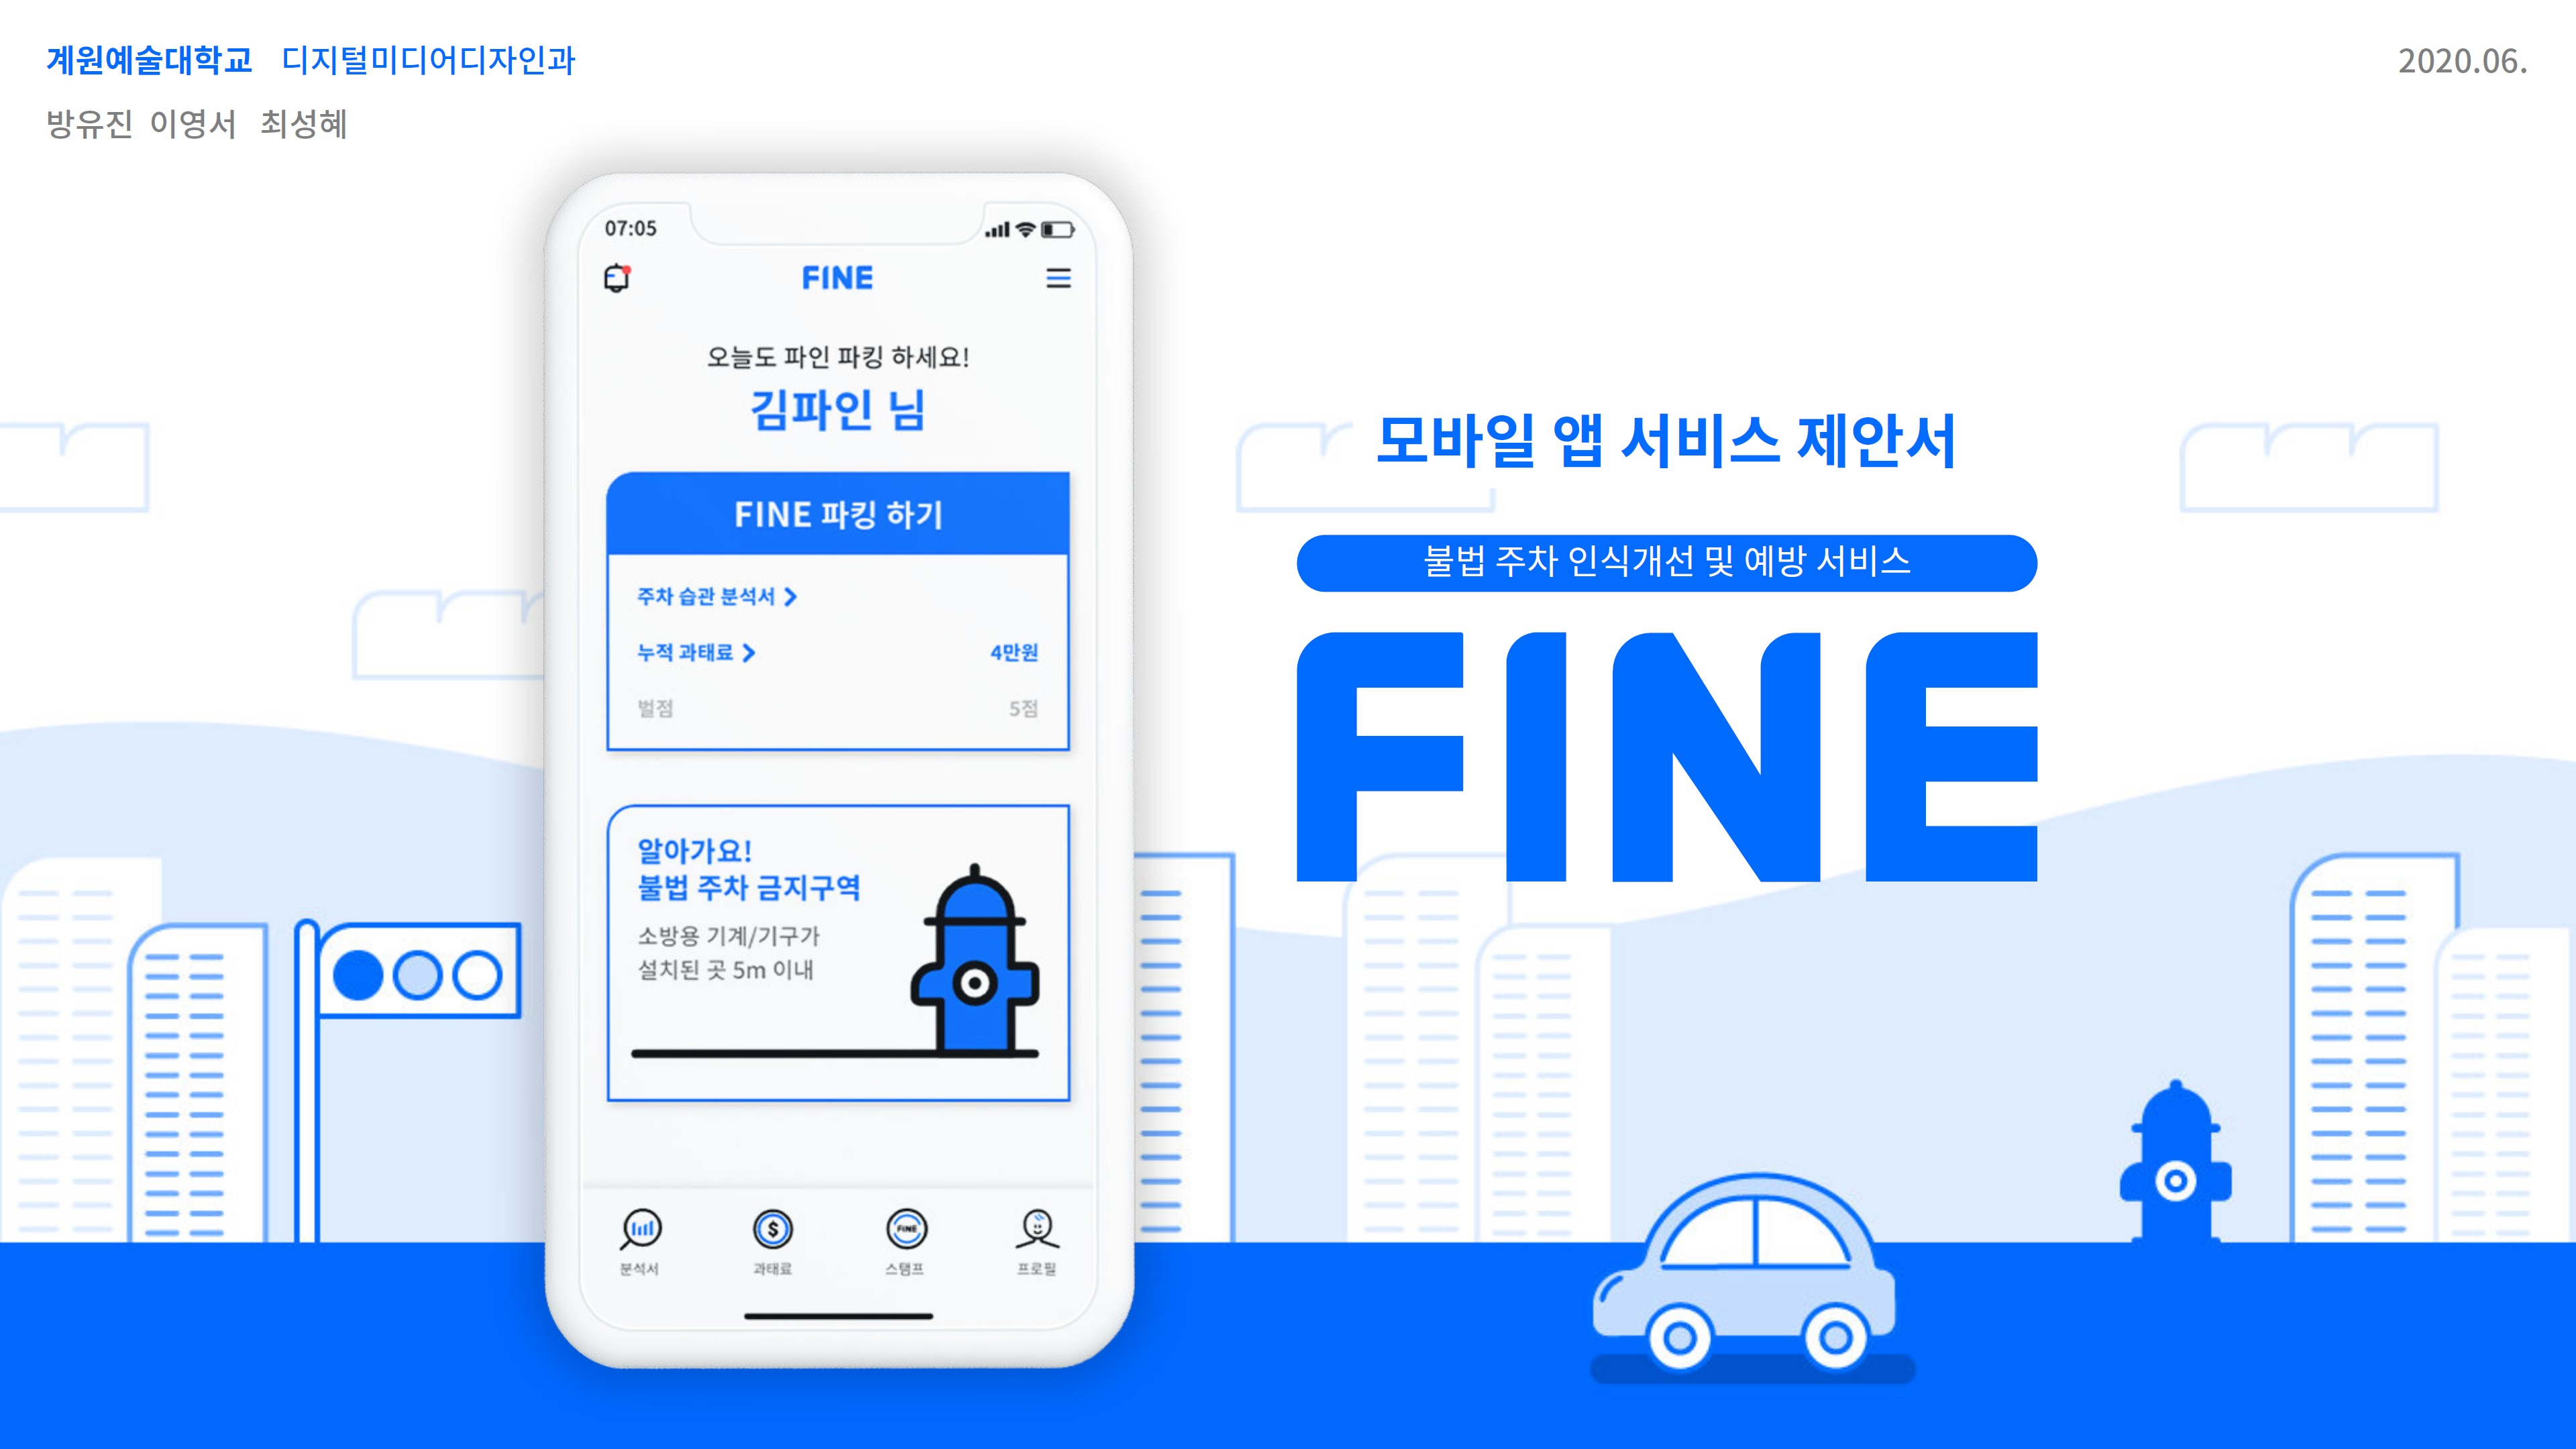 계원예술대학교 디지털미디어디자인과
2020.06.
방유진 이영서 최성혜
07:05
FINE
오늘도 파인 파킹 하세요!
김파인 님
FINE 파킹 하기
주차 습관 분석서
누적 과태료 4만원
벌점 5점
알아가요!
불법 주차 금지구역
소방용 기계/기구가
설치된 곳 5m 이내
$
FINE
분석서 과태료 스탬프 프로필
모바일 앱 서비스 제안서
불법 주차 인식개선 및 예방 서비스
FINE